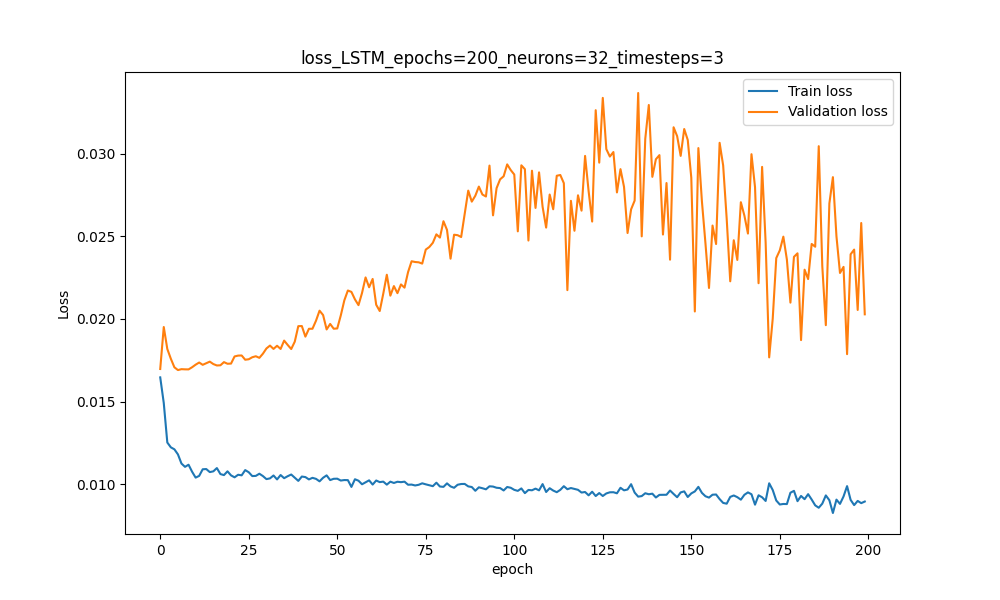 loss_LSTM_epochs=200_neurons=32_timesteps=3
Train loss
Validation loss
0.030
0.025
0.020
0.015
0.010
Loss
0 25 50 75 100 125 150 175 200
epoch